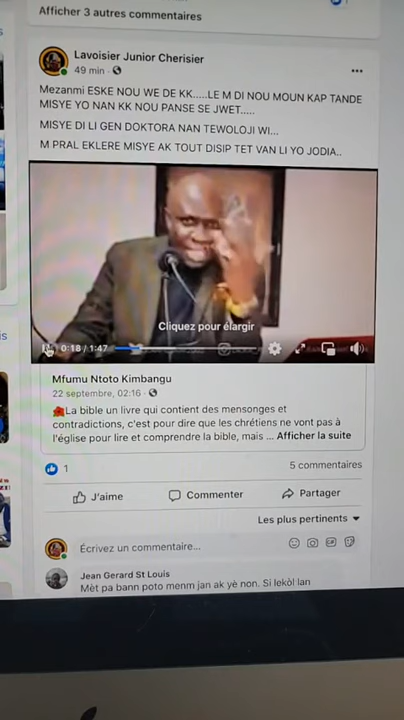 Afficher 3 autres commentaires
Lavoisier Junior Cherisier
49 min
Mezanmi ESKE NOU WE DE KK.....LE M DI NOU MOUN KAP TANDE
MISYE YO NAN KK NOU PANSE SE JWET.....
MISYE DI LI GEN DOKTORA NAN TEWOLOJI WI...
M PRAL EKLERE MISYE AK TOUT DISIP TET VAN LI YO JODIA..
Cliquez pour élargir
0:18 / 1:47
Mfumu Ntoto Kimbangu
22 septembre, 02:16
La bible un livre qui contient des mensonges et
contradictions, c'est pour dire que les chrétiens ne vont pas à
l'église pour lire et comprendre la bible, mais ... Afficher la suite
1
5 commentaires
J'aime
Commenter
Partager
Les plus pertinents
Écrivez un commentaire...
Jean Gerard St Louis
Mèt pa bann poto menm jan ak yè non. Si lekòl lan